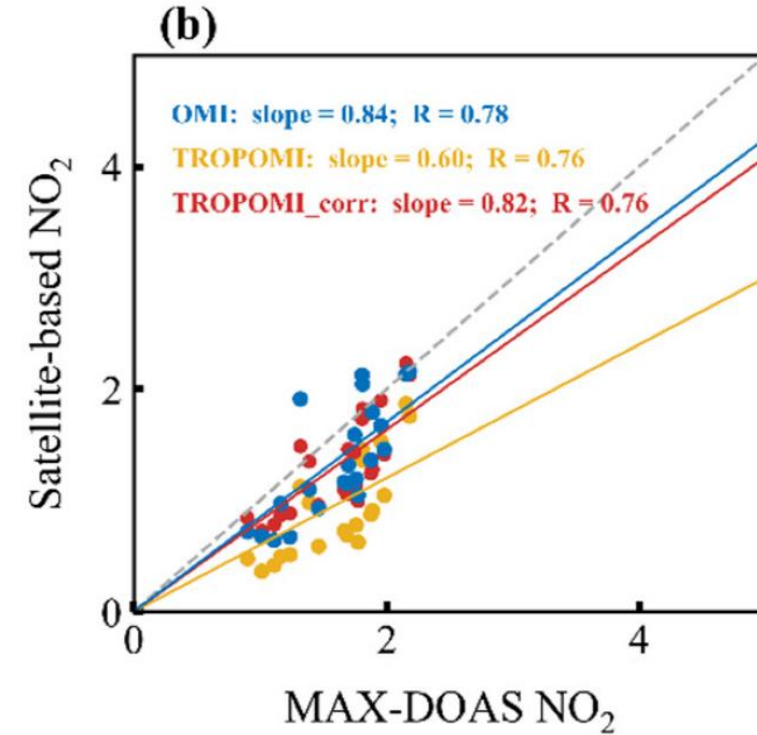 (b)
OMI: slope = 0.84; R = 0.78
TROPOMI: slope = 0.60; R = 0.76
TROPOMI_corr: slope = 0.82; R = 0.76
Satellite-based NO₂
4
2
0
0 2 4
MAX-DOAS NO₂